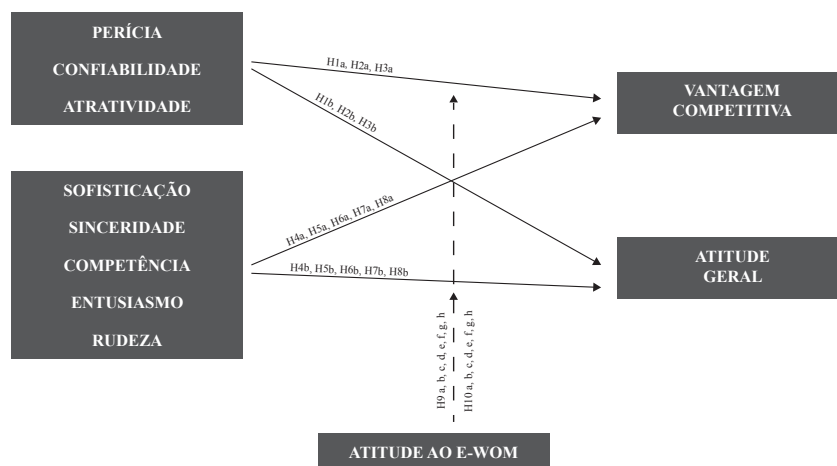 PERÍCIA
CONFIABILIDADE
ATRATIVIDADE
H1a, H2a, H3a
VANTAGEM
COMPETITIVA
H1b, H2b, H3b
SOFISTICAÇÃO
SINCERIDADE
COMPETÊNCIA
ENTUSIASMO
RUDEZA
H4a, H5a, H6a, H7a, H8a
H4b, H5b, H6b, H7b, H8b
ATITUDE
GERAL
H9 a, b, c, d, e, f, g, h
H10 a, b, c, d, e, f, g, h
ATITUDE AO E-WOM